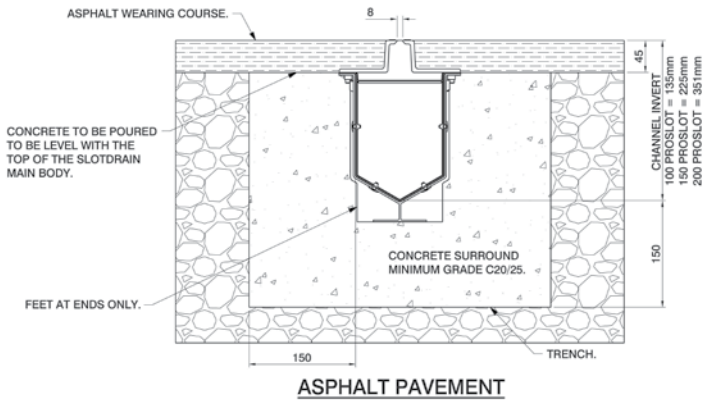 ASPHALT WEARING COURSE.
8
45
CONCRETE TO BE POURED
TO BE LEVEL WITH THE
TOP OF THE SLOTDRAIN
MAIN BODY.
CHANNEL INVERT
100 PROSLOT = 135mm
150 PROSLOT = 225mm
200 PROSLOT = 351mm
CONCRETE SURROUND
MINIMUM GRADE C20/25.
150
FEET AT ENDS ONLY.
150
TRENCH.
ASPHALT PAVEMENT